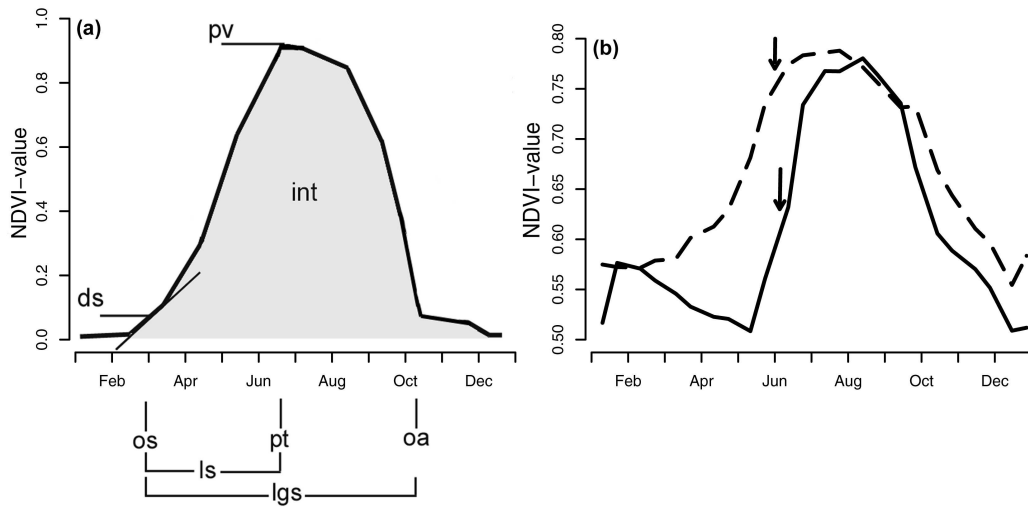 (a)
pv
1.0
0.8
0.6
0.4
0.2
0.0
NDVI−value
int
ds
Feb Apr Jun Aug Oct Dec
os pt oa
ls
lgs
(b)
0.80
0.75
0.70
0.65
0.60
0.55
0.50
NDVI−value
Feb Apr Jun Aug Oct Dec